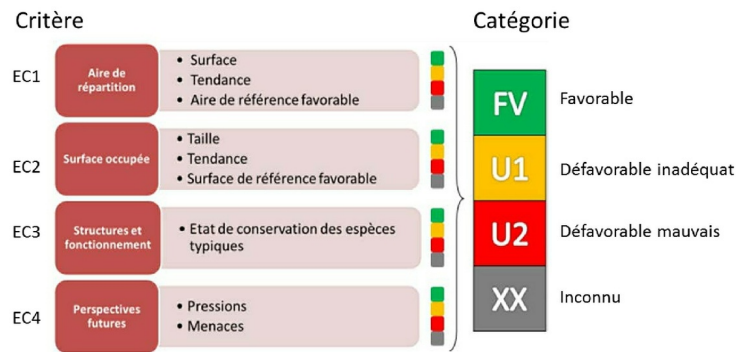 Critère
Catégorie
EC1
Aire de
répartition
• Surface
• Tendance
• Aire de référence favorable
EC2
Surface occupée
• Taille
• Tendance
• Surface de référence favorable
EC3
Structures et
fonctionnement
• Etat de conservation des espèces
typiques
EC4
Perspectives
futures
• Pressions
• Menaces
FV
Favorable
U1
Défavorable inadéquat
U2
Défavorable mauvais
XX
Inconnu